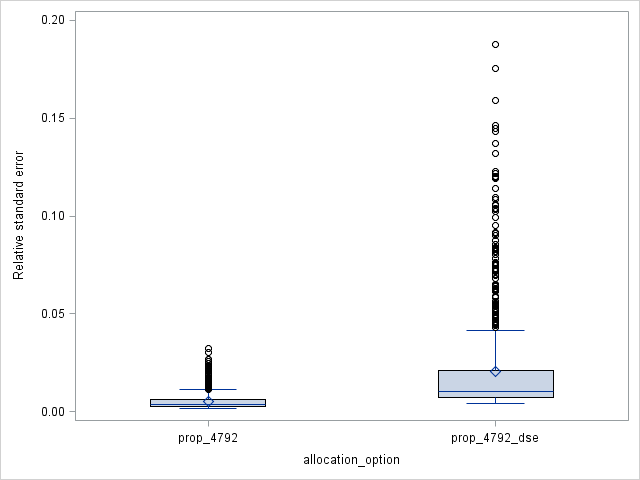 0.20
0.15
0.10
0.05
0.00
Relative standard error
prop_4792
prop_4792_dse
allocation_option